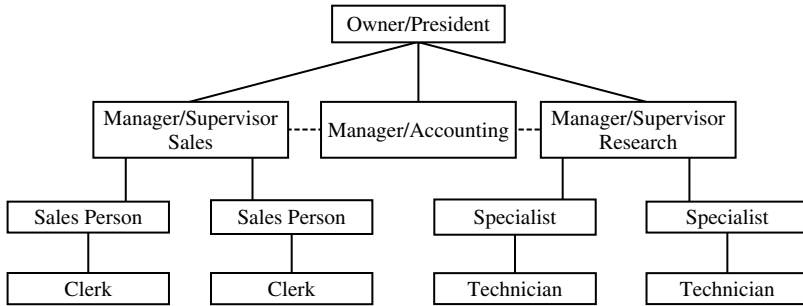 Owner/President
Manager/Supervisor
Sales
Manager/Accounting
Manager/Supervisor
Research
Sales Person
Sales Person
Specialist
Specialist
Clerk
Clerk
Technician
Technician